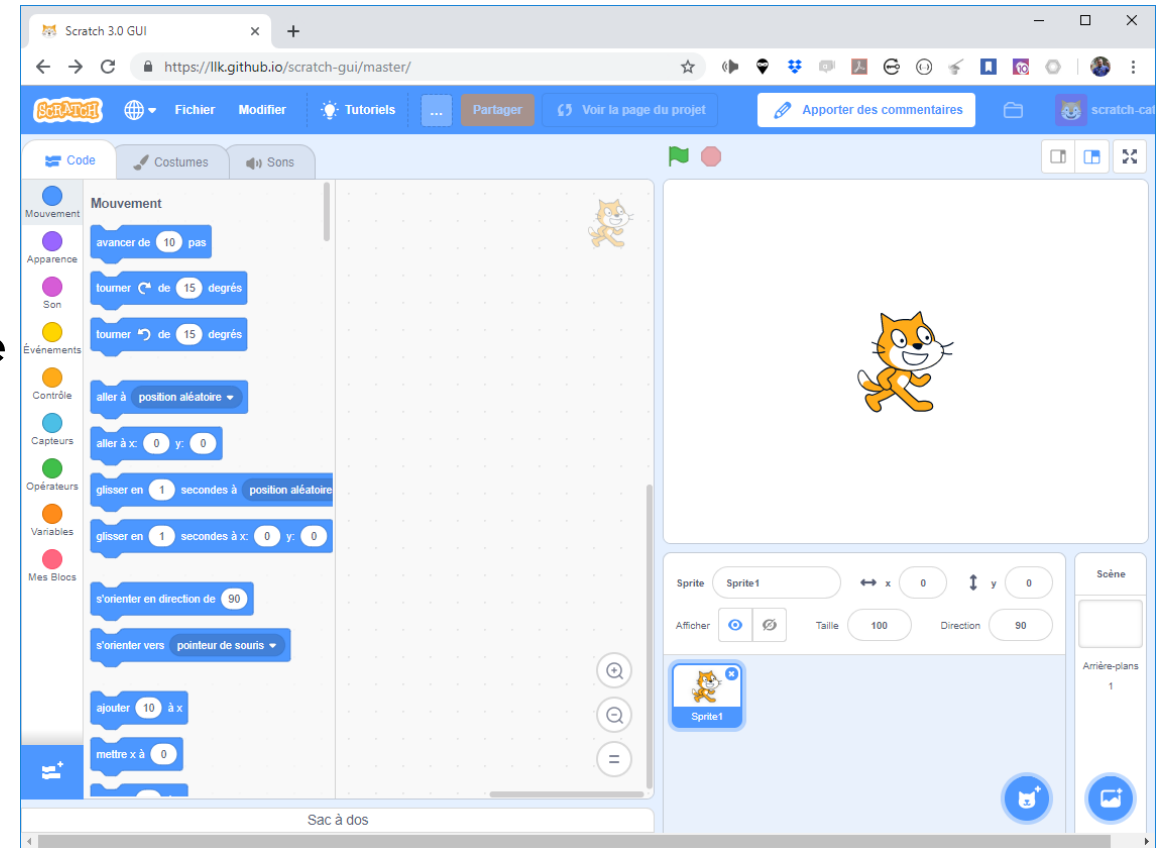 Scratch 3.0 GUI
https://llk.github.io/scratch-gui/master/
SCRATCH Fichier Modifier Tutoriels ... Partager Voir la page du projet Apporter des commentaires scratch-cat
Code Costumes Sons
Mouvement
Apparence
Son
Événements
Contrôle
Capteurs
Opérateurs
Variables
Mes Blocs
Mouvement
avancer de 10 pas
tourner de 15 degrés
tourner de 15 degrés
aller à position aléatoire
aller à x: 0 y: 0
glisser en 1 secondes à position aléatoire
glisser en 1 secondes à x: 0 y: 0
s'orienter en direction de 90
s'orienter vers pointeur de souris
ajouter 10 à x
mettre x à 0
Sac à dos
Sprite Sprite1 x 0 y 0
Afficher Taille 100 Direction 90
Sprite1
Scène
Arrière-plans
1
e